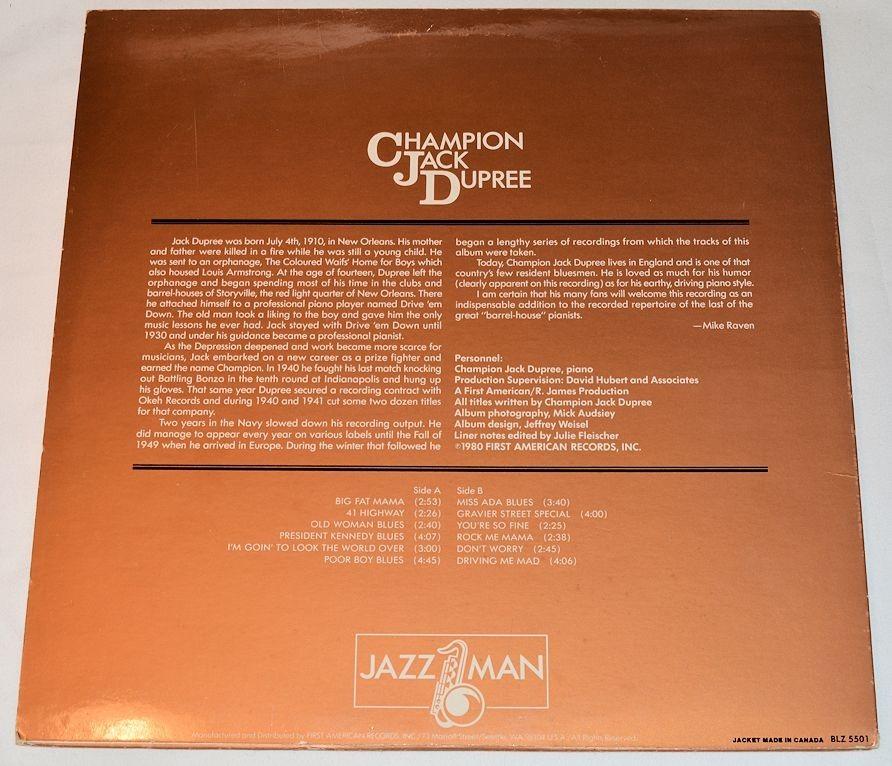 CHAMPION
JACK
DUPREE
Jack Dupree was born July 4th, 1910, in New Orleans. His mother
and father were killed in a fire while he was still a young child. He
was sent to an orphanage, The Coloured Waifs' Home for Boys which
also housed Louis Armstrong. At the age of fourteen, Dupree left the
orphanage and began spending most of his time in the clubs and
barrel-houses of Storyville, the red light quarter of New Orleans. There
he attached himself to a professional piano player named Drive 'em
Down. The old man took a liking to the boy and gave him the only
music lessons he ever had. Jack stayed with Drive 'em Down until
1930 and under his guidance became a professional pianist.
As the Depression deepened and work became more scarce for
musicians, Jack embarked on a new career as a prize fighter and
earned the name Champion. In 1940 he fought his last match knocking
out Battling Bonzo in the tenth round at Indianapolis and hung up
his gloves. That same year Dupree secured a recording contract with
Okeh Records and during 1940 and 1941 cut some two dozen titles
for that company.
Two years in the Navy slowed down his recording output. He
did manage to appear every year on various labels until the Fall of
1949 when he arrived in Europe. During the winter that followed he
began a lengthy series of recordings from which the tracks of this
album were taken.
Today, Champion Jack Dupree lives in England and is one of that
country's few resident bluesmen. He is loved as much for his humor
(clearly apparent on this recording) as for his earthy, driving piano style.
I am certain that his many fans will welcome this recording as an
indispensable addition to the recorded repertoire of the last of the
great "barrel-house" pianists.
—Mike Raven
Personnel:
Champion Jack Dupree, piano
Production Supervision: David Hubert and Associates
A First American/R. James Production
All titles written by Champion Jack Dupree
Album photography, Mick Audsiey
Album design, Jeffrey Weisel
Liner notes edited by Julie Fleischer
©1980 FIRST AMERICAN RECORDS, INC.
Side A
BIG FAT MAMA (2:53)
41 HIGHWAY (2:26)
OLD WOMAN BLUES (2:40)
PRESIDENT KENNEDY BLUES (4:07)
I'M GOIN' TO LOOK THE WORLD OVER (3:00)
POOR BOY BLUES (4:45)
Side B
MISS ADA BLUES (3:40)
GRAVIER STREET SPECIAL (4:00)
YOU'RE SO FINE (2:25)
ROCK ME MAMA (2:38)
DON'T WORRY (2:45)
DRIVING ME MAD (4:06)
JAZZ MAN
Manufactured and Distributed by FIRST AMERICAN RECORDS, INC / 73 Marion Street/Seattle, WA 98104 U.S.A./All Rights Reserved.
JACKET MADE IN CANADA BLZ 5501